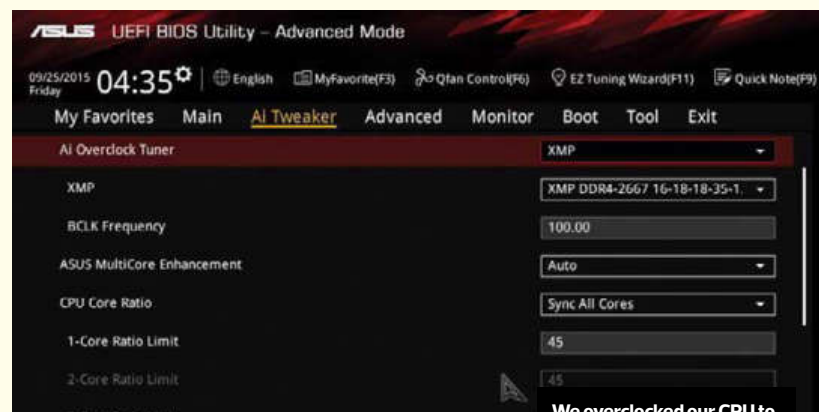 ASUS UEFI BIOS Utility – Advanced Mode
09/25/2015 Friday 04:35 English MyFavorite(F3) Qfan Control(F6) EZ Tuning Wizard(F11) Quick Note(F9)
My Favorites Main Ai Tweaker Advanced Monitor Boot Tool Exit
Ai Overclock Tuner XMP
XMP XMP DDR4-2667 16-18-18-35-1.
BCLK Frequency 100.00
ASUS MultiCore Enhancement Auto
CPU Core Ratio Sync All Cores
1-Core Ratio Limit 45
2-Core Ratio Limit 45
We overclocked our CPU to